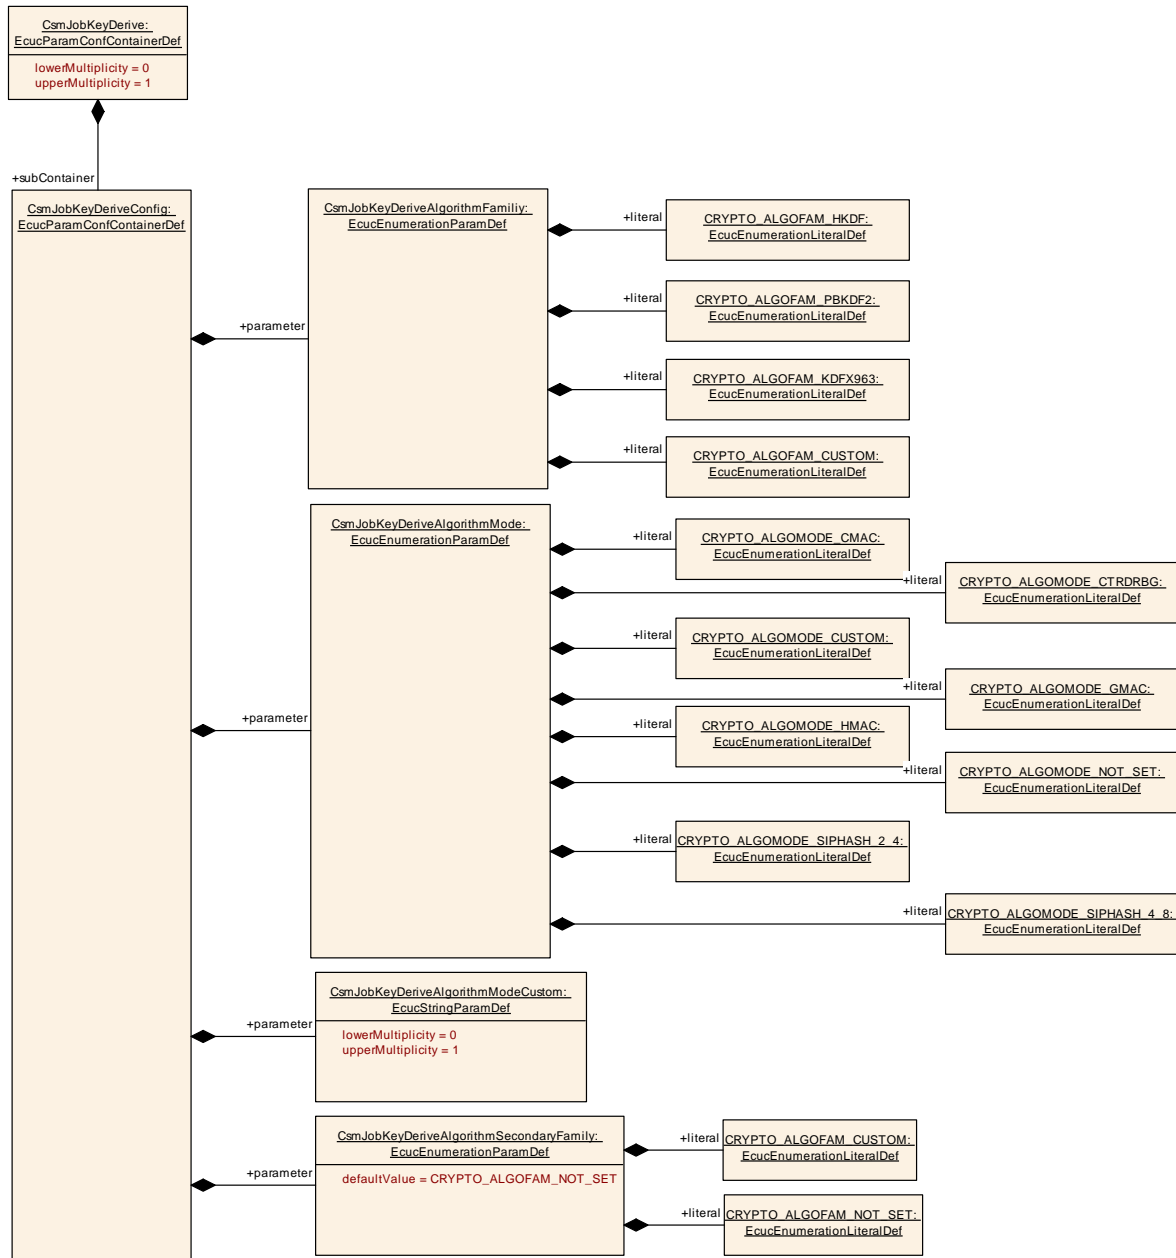 CsmJobKeyDerive:
EcucParamConfContainerDef
lowerMultiplicity = 0
upperMultiplicity = 1
+subContainer
CsmJobKeyDeriveConfig:
EcucParamConfContainerDef
+parameter
CsmJobKeyDeriveAlgorithmFamiliy:
EcucEnumerationParamDef
+literal
CRYPTO_ALGOFAM_HKDF:
EcucEnumerationLiteralDef
+literal
CRYPTO_ALGOFAM_PBKDF2:
EcucEnumerationLiteralDef
+literal
CRYPTO_ALGOFAM_KDFX963:
EcucEnumerationLiteralDef
+literal
CRYPTO_ALGOFAM_CUSTOM:
EcucEnumerationLiteralDef
+parameter
CsmJobKeyDeriveAlgorithmMode:
EcucEnumerationParamDef
+literal
CRYPTO_ALGOMODE_CMAC:
EcucEnumerationLiteralDef
+literal
CRYPTO_ALGOMODE_CTRDRBG:
EcucEnumerationLiteralDef
+literal
CRYPTO_ALGOMODE_CUSTOM:
EcucEnumerationLiteralDef
+literal
CRYPTO_ALGOMODE_GMAC:
EcucEnumerationLiteralDef
+literal
CRYPTO_ALGOMODE_HMAC:
EcucEnumerationLiteralDef
+literal
CRYPTO_ALGOMODE_NOT_SET:
EcucEnumerationLiteralDef
+literal
CRYPTO_ALGOMODE_SIPHASH_2_4:
EcucEnumerationLiteralDef
+literal
CRYPTO_ALGOMODE_SIPHASH_4_8:
EcucEnumerationLiteralDef
+parameter
CsmJobKeyDeriveAlgorithmModeCustom:
EcucStringParamDef
lowerMultiplicity = 0
upperMultiplicity = 1
+parameter
CsmJobKeyDeriveAlgorithmSecondaryFamily:
EcucEnumerationParamDef
defaultValue = CRYPTO_ALGOFAM_NOT_SET
+literal
CRYPTO_ALGOFAM_CUSTOM:
EcucEnumerationLiteralDef
+literal
CRYPTO_ALGOFAM_NOT_SET:
EcucEnumerationLiteralDef